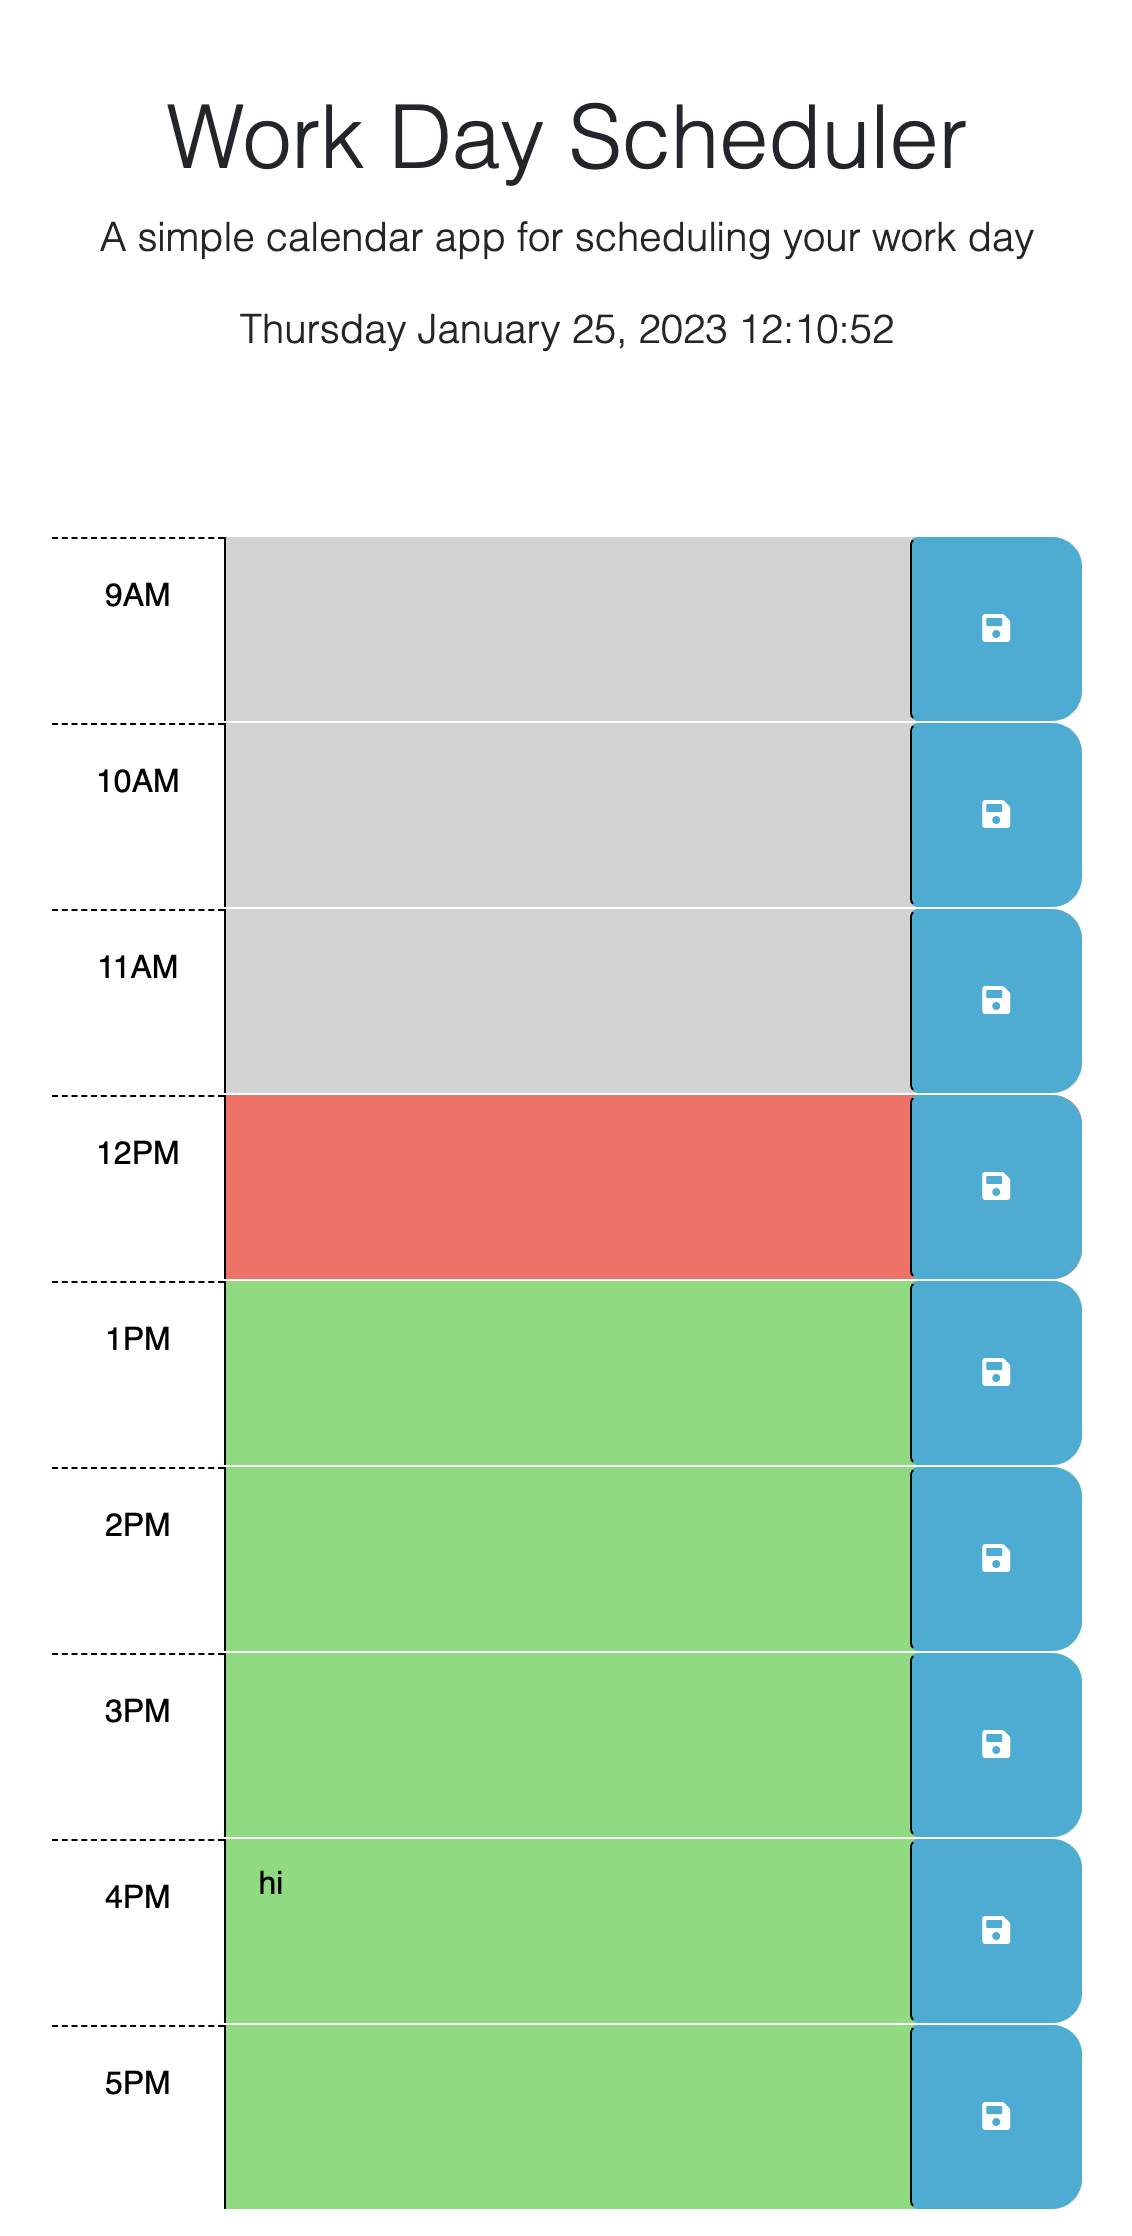 Work Day Scheduler
A simple calendar app for scheduling your work day
Thursday January 25, 2023 12:10:52
9AM
10AM
11AM
12PM
1PM
2PM
3PM
4PM
hi
5PM